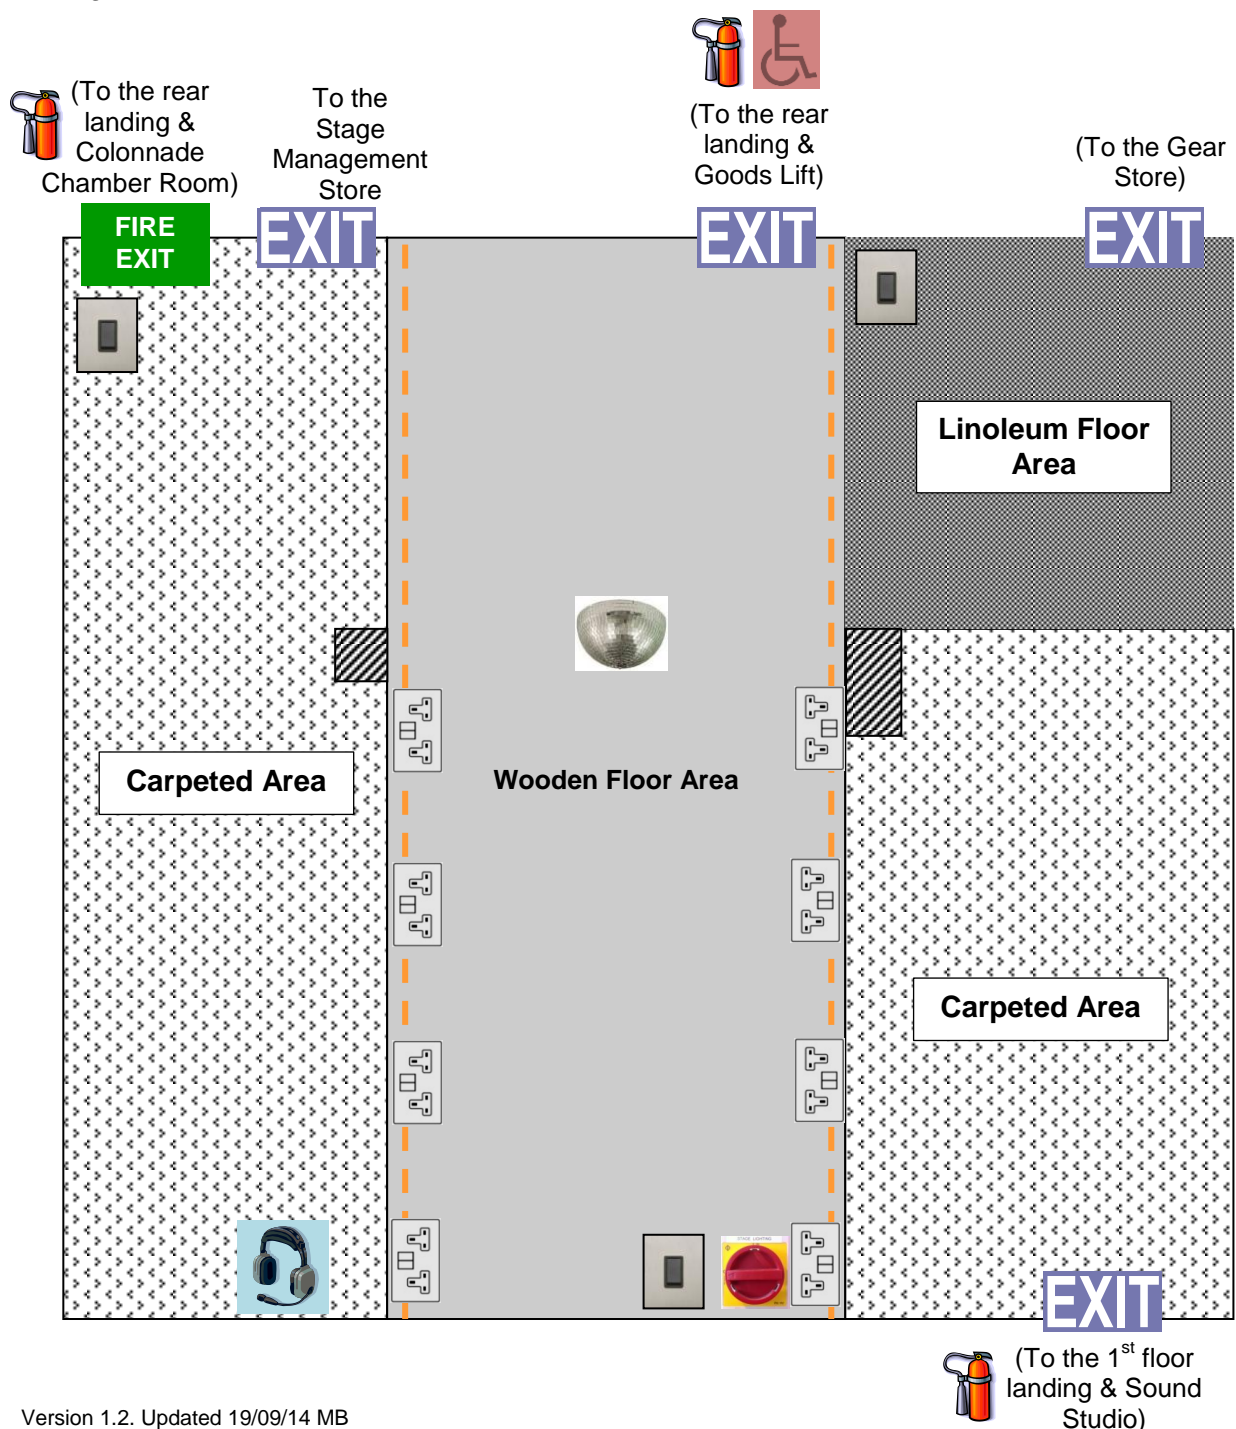 (To the rear
landing &
Colonnade
Chamber Room)
To the
Stage
Management
Store
(To the rear
landing &
Goods Lift)
(To the Gear
Store)
FIRE
EXIT
EXIT
EXIT
EXIT
Linoleum Floor
Area
Carpeted Area
Wooden Floor Area
Carpeted Area
STAGE LIGHTING
EXIT
(To the 1st floor
landing & Sound
Studio)
Version 1.2. Updated 19/09/14 MB